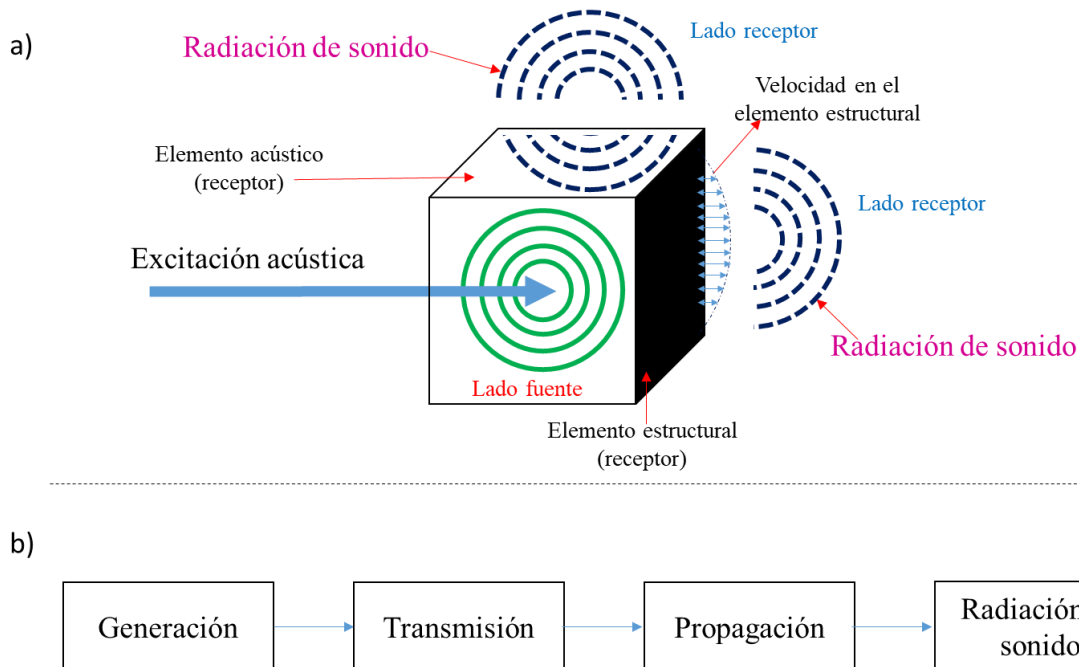 a)
Radiación de sonido
Lado receptor
Velocidad en el
elemento estructural
Elemento acústico
(receptor)
Lado receptor
Excitación acústica
Radiación de sonido
Lado fuente
Elemento estructural
(receptor)
b)
Generación
Transmisión
Propagación
Radiación
sonido